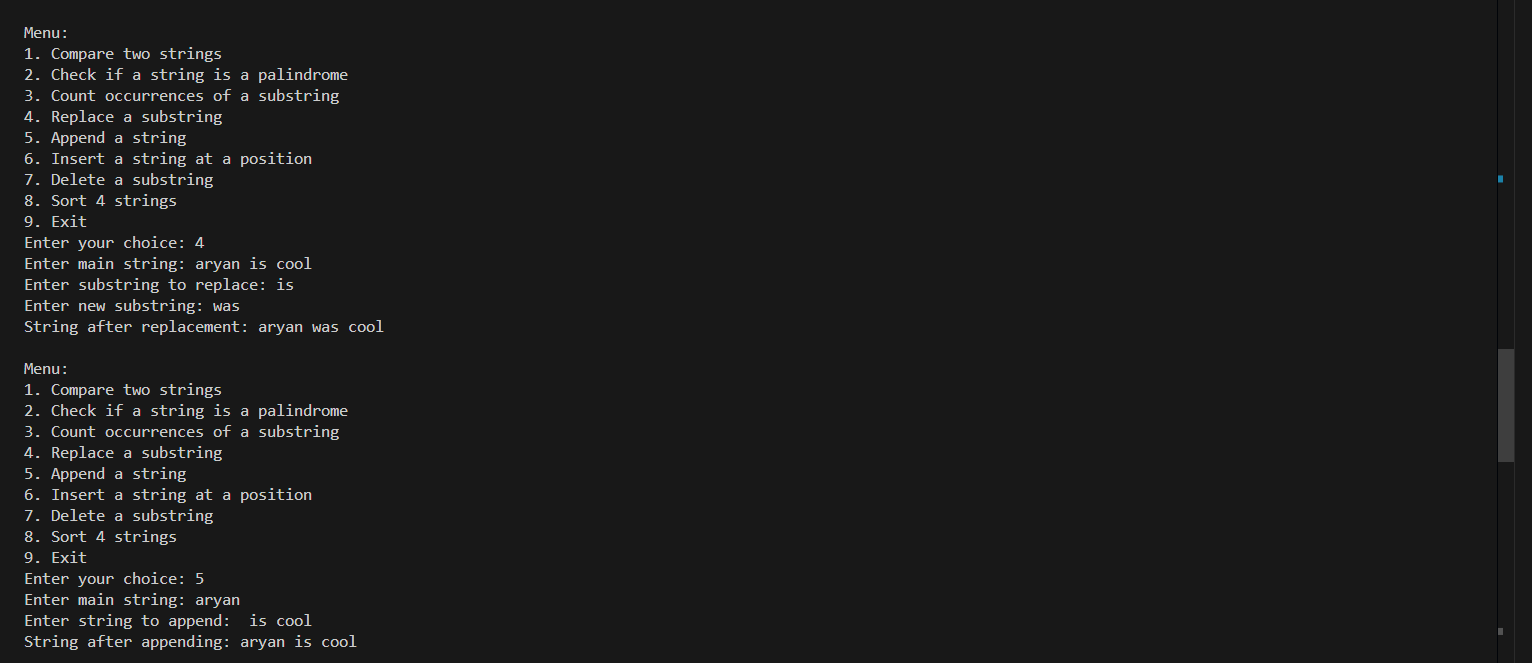 Menu:
1. Compare two strings
2. Check if a string is a palindrome
3. Count occurrences of a substring
4. Replace a substring
5. Append a string
6. Insert a string at a position
7. Delete a substring
8. Sort 4 strings
9. Exit
Enter your choice: 4
Enter main string: aryan is cool
Enter substring to replace: is
Enter new substring: was
String after replacement: aryan was cool

Menu:
1. Compare two strings
2. Check if a string is a palindrome
3. Count occurrences of a substring
4. Replace a substring
5. Append a string
6. Insert a string at a position
7. Delete a substring
8. Sort 4 strings
9. Exit
Enter your choice: 5
Enter main string: aryan
Enter string to append:  is cool
String after appending: aryan is cool